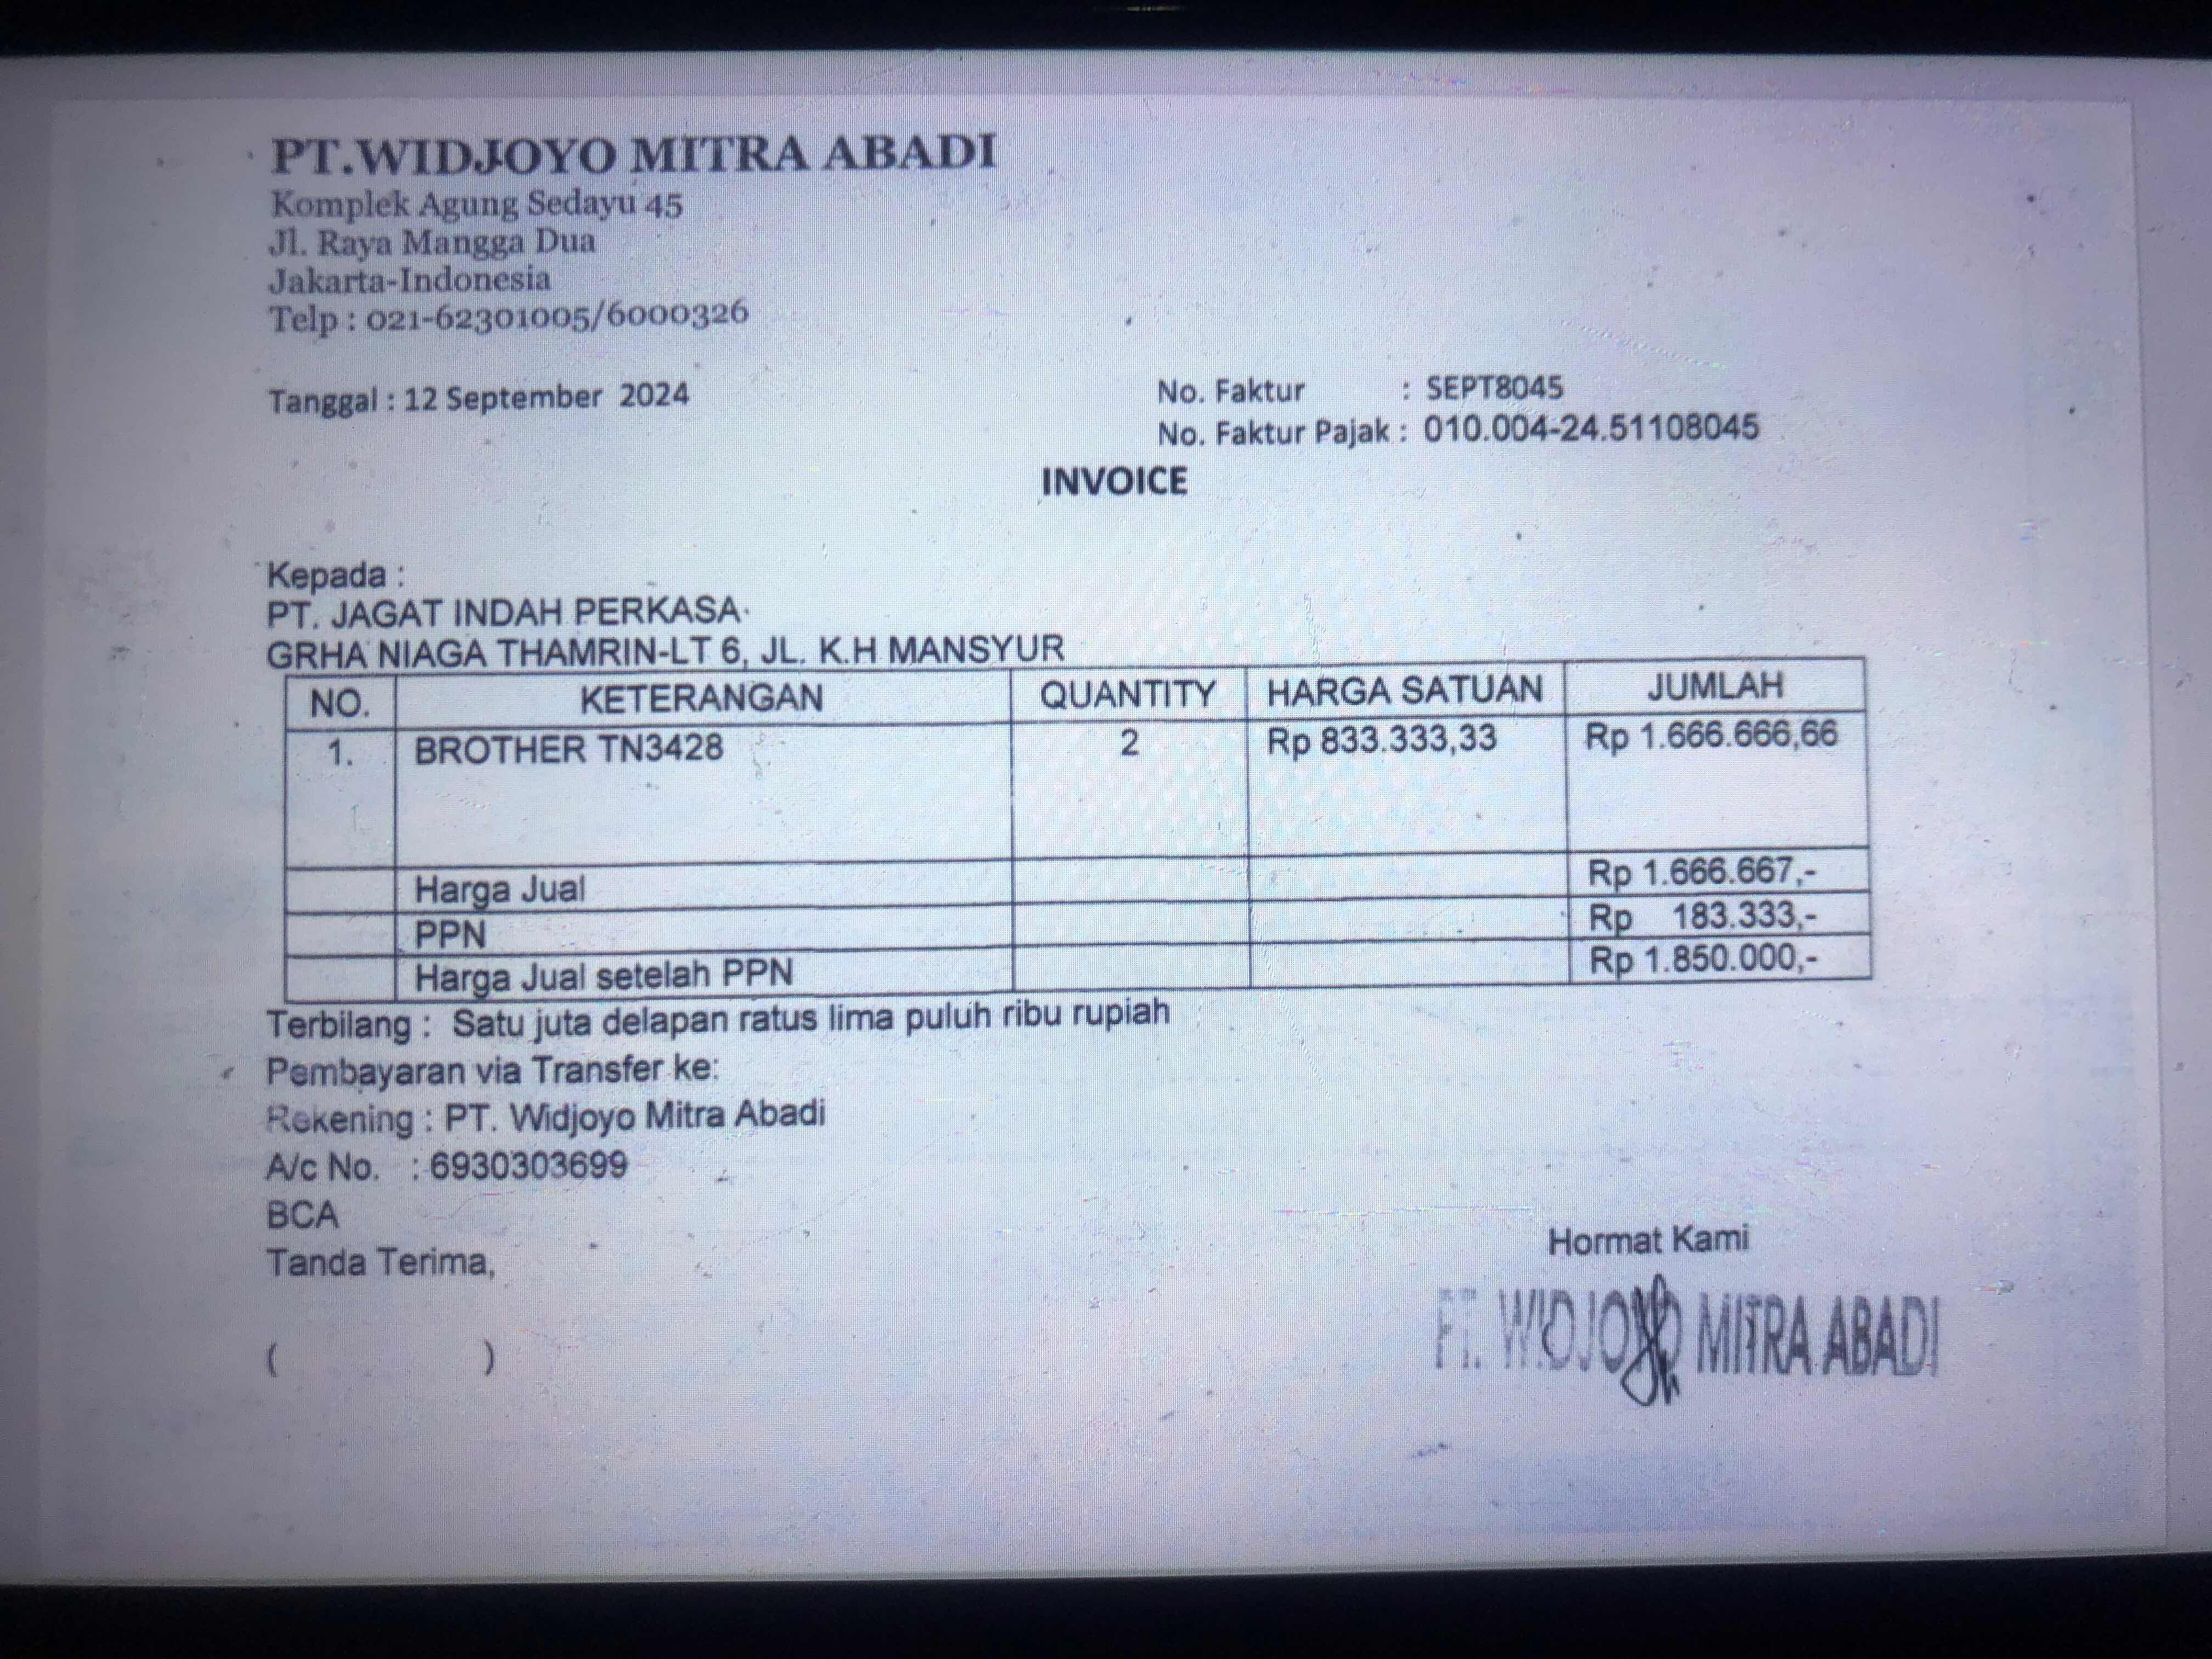 PT.WIDJOYO MITRA ABADI
Komplek Agung Sedayu 45
Jl. Raya Mangga Dua
Jakarta-Indonesia
Telp : 021-62301005/6000326
Tanggal : 12 September 2024
No. Faktur : SEPT8045
No. Faktur Pajak : 010.004-24.51108045
INVOICE
Kepada :
PT. JAGAT INDAH PERKASA
GRHA NIAGA THAMRIN-LT 6, JL. K.H MANSYUR
NO. KETERANGAN QUANTITY HARGA SATUAN JUMLAH
1. BROTHER TN3428 2 Rp 833.333,33 Rp 1.666.666,66
Harga Jual Rp 1.666.667,-
PPN Rp 183.333,-
Harga Jual setelah PPN Rp 1.850.000,-
Terbilang : Satu juta delapan ratus lima puluh ribu rupiah
Pembayaran via Transfer ke:
Rekening : PT. Widjoyo Mitra Abadi
A/c No. : 6930303699
BCA
Tanda Terima,
Hormat Kami
( )
PT. WIDJOYO MITRA ABADI